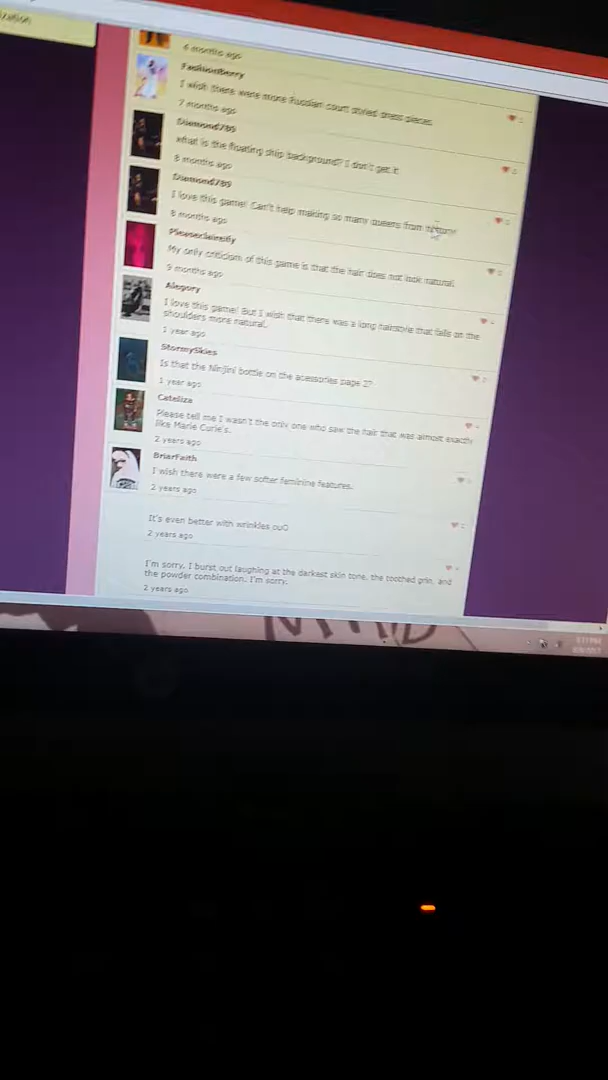 ization
6 months ago
FashionBerry
I wish there were more Russian court styled dress pieces
7 months ago
Diamond789
what is the floating ship background? I don't get it
8 months ago
Diamond789
I love this game! Can't help making so many queens from history
8 months ago
My only criticism of this game is that the hair does not look natural.
9 months ago
Alegory
I love this game! But I wish that there was a long hairstyle that falls on the
shoulders more natural.
1 year ago
StormySkies
Is that the Ninjini bottle on the acessories page 2?
1 year ago
Cateliza
Please tell me I wasn't the only one who saw the hair that was almost exactly
like Marie Curie's.
2 years ago
BriarFaith
I wish there were a few softer feminine features.
2 years ago
It's even better with wrinkles ouO
2 years ago
I'm sorry, I burst out laughing at the darkest skin tone, the toothed grin, and
the powder combination. I'm sorry.
2 years ago